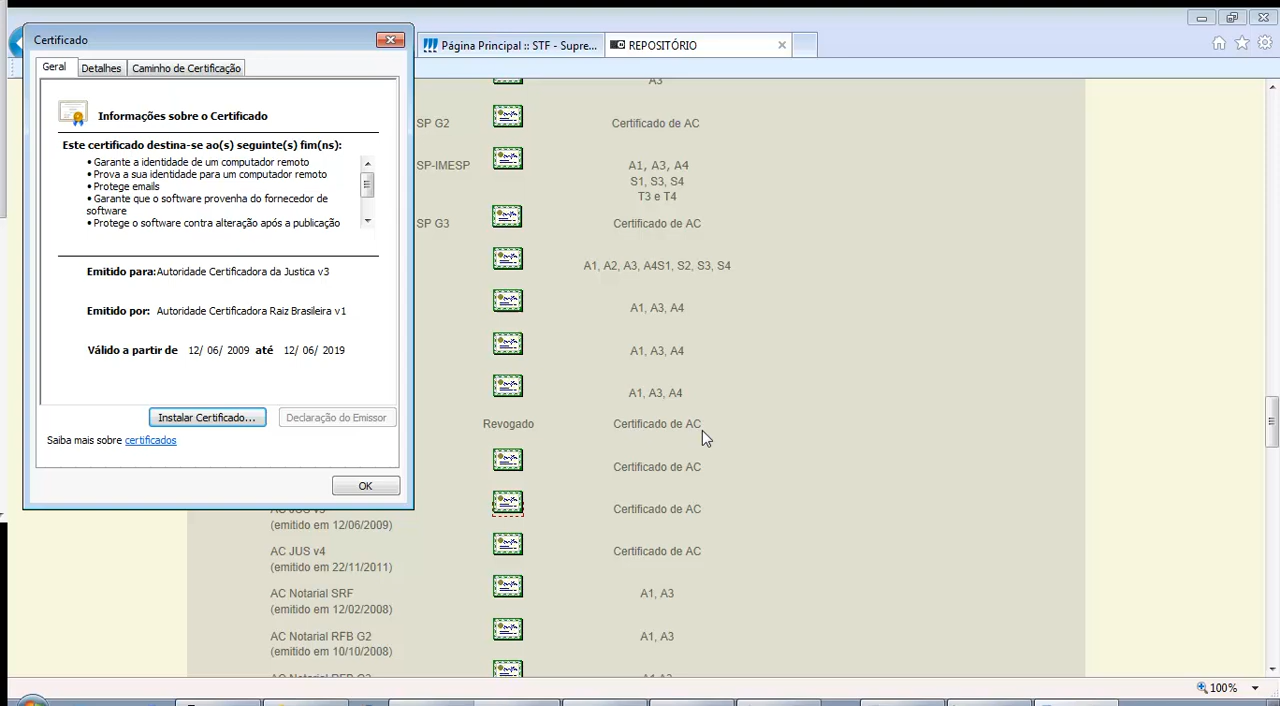 Certificado
Página Principal :: STF - Supre...
REPOSITÓRIO
Geral
Detalhes
Caminho de Certificação
Informações sobre o Certificado
Este certificado destina-se ao(s) seguinte(s) fim(ns):
• Garante a identidade de um computador remoto
• Prova a sua identidade para um computador remoto
• Protege emails
• Garante que o software provenha do fornecedor de
software
• Protege o software contra alteração após a publicação
Emitido para: Autoridade Certificadora da Justica v3
Emitido por: Autoridade Certificadora Raiz Brasileira v1
Válido a partir de 12/ 06/ 2009 até 12/ 06/ 2019
Instalar Certificado...
Declaração do Emissor
Saiba mais sobre certificados
OK
A3
SP G2 Certificado de AC
SP-IMESP A1, A3, A4
S1, S3, S4
T3 e T4
SP G3 Certificado de AC
A1, A2, A3, A4S1, S2, S3, S4
A1, A3, A4
A1, A3, A4
A1, A3, A4
Revogado Certificado de AC
Certificado de AC
AC JUS v3 Certificado de AC
(emitido em 12/06/2009)
AC JUS v4 Certificado de AC
(emitido em 22/11/2011)
AC Notarial SRF A1, A3
(emitido em 12/02/2008)
AC Notarial RFB G2 A1, A3
(emitido em 10/10/2008)
100%